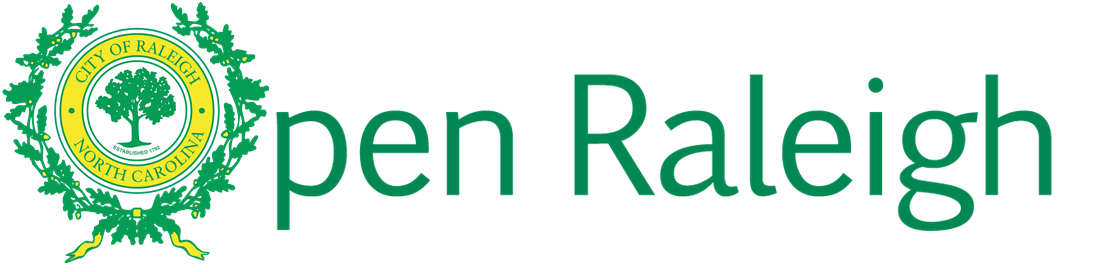 CITY OF RALEIGH
ESTABLISHED 1792
NORTH CAROLINA
pen Raleigh